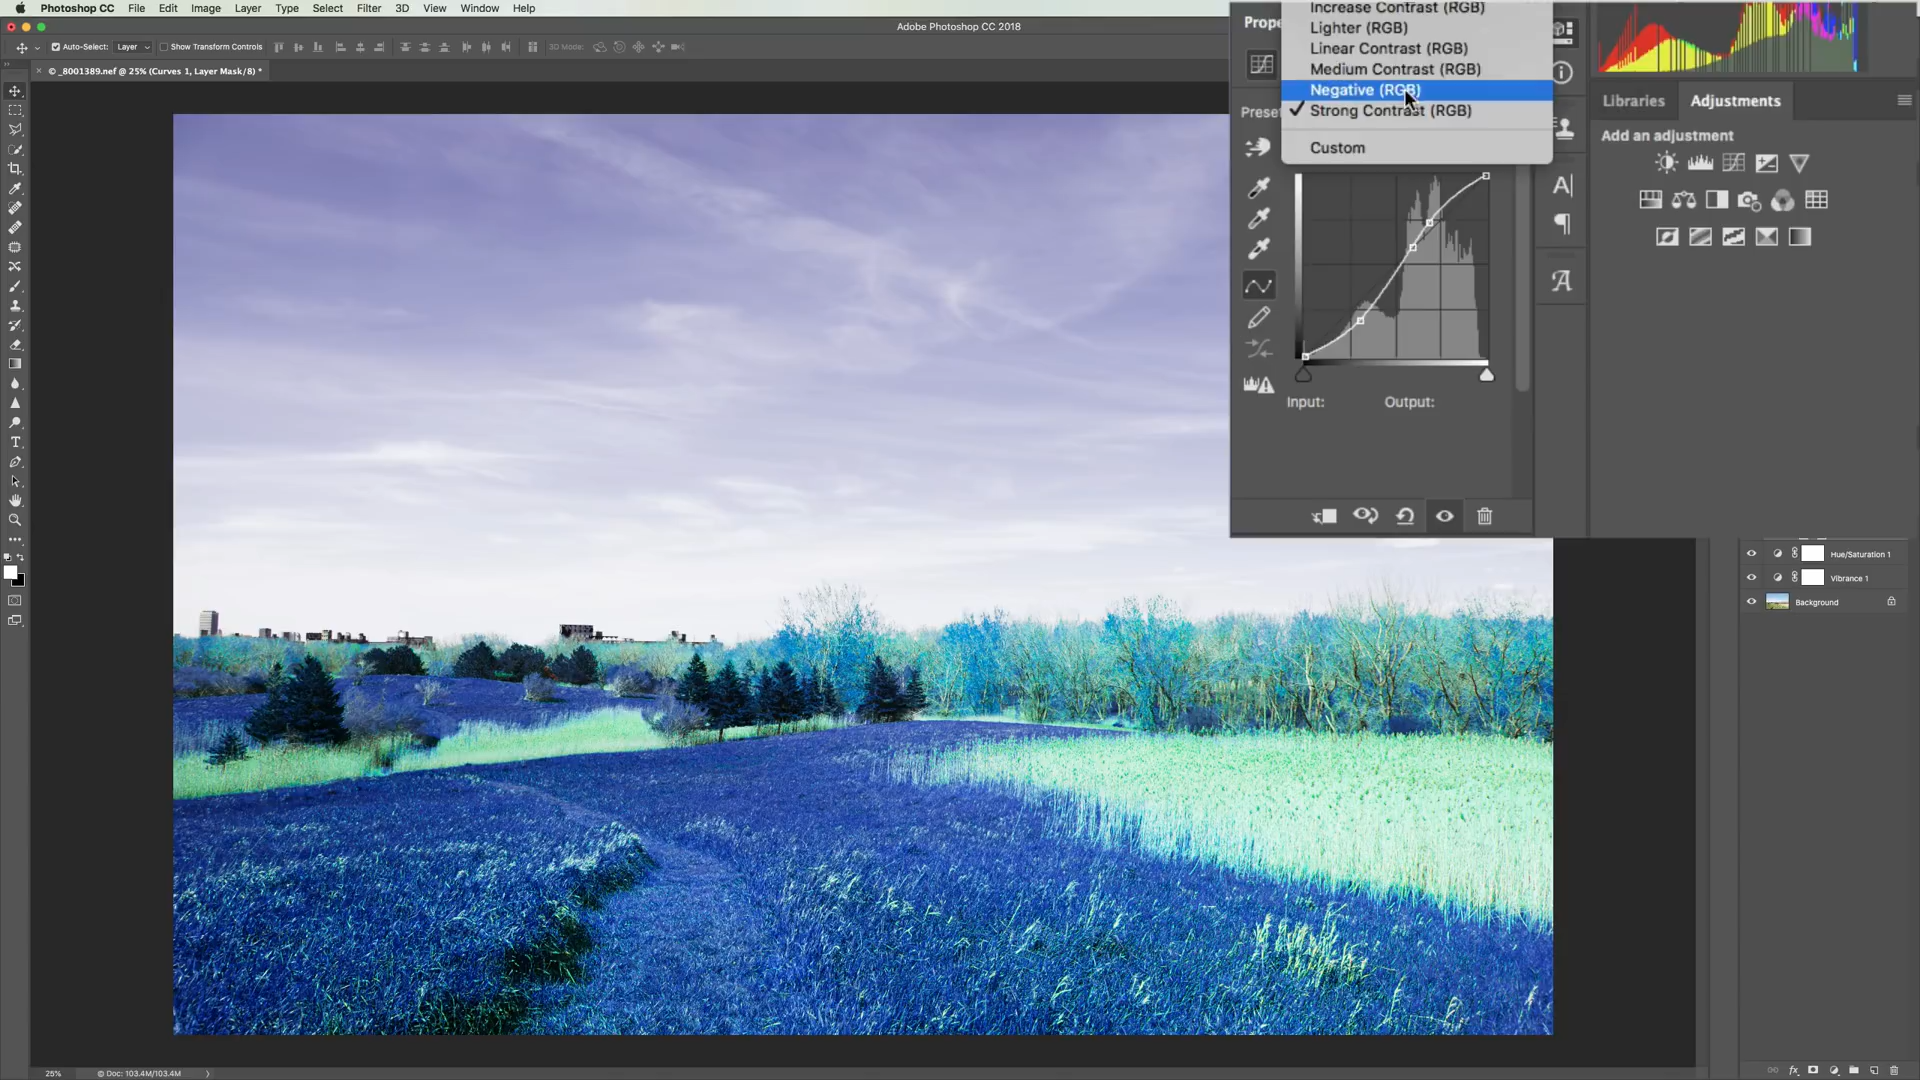 Photoshop CC File Edit Image Layer Type Select Filter 3D View Window Help
Adobe Photoshop CC 2018
Auto-Select: Layer Show Transform Controls 3D Mode:
© _8001389.nef @ 25% (Curves 1, Layer Mask/8) *
Increase Contrast (RGB)
Lighter (RGB)
Linear Contrast (RGB)
Medium Contrast (RGB)
Negative (RGB)
Strong Contrast (RGB)
Custom
Input: Output:
Libraries Adjustments
Add an adjustment
Hue/Saturation 1
Vibrance 1
Background
25% Doc: 103.4M/103.4M